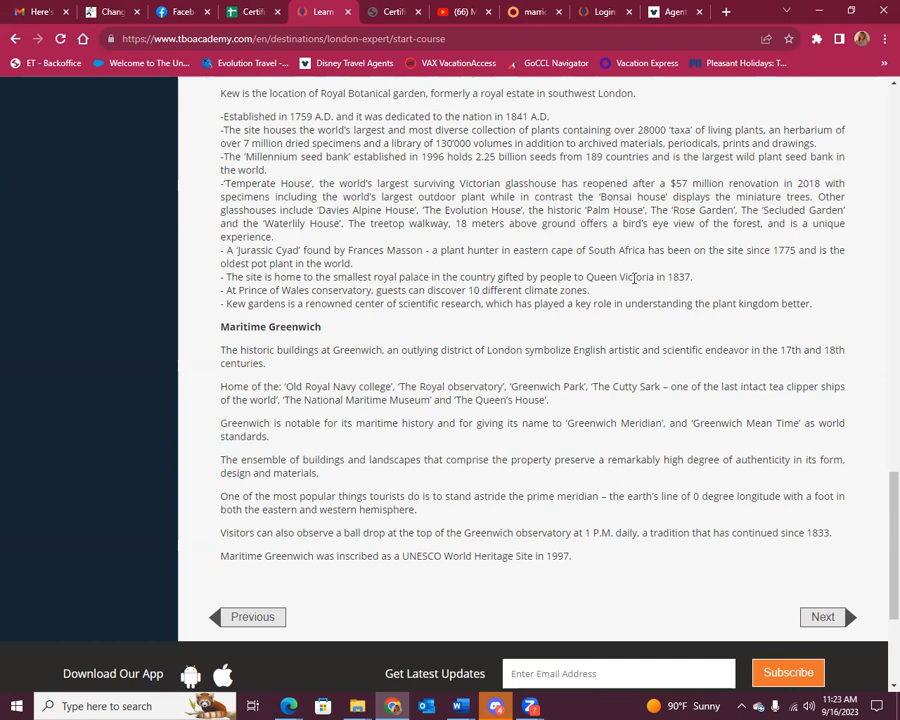 Here's
Chang
Faceb
Certifi
Learn
Certifi
(66) M
marri
Login
Agent
https://www.tboacademy.com/en/destinations/london-expert/start-course
ET - Backoffice
Welcome to The Un...
Evolution Travel -...
Disney Travel Agents
VAX VacationAccess
GoCCL Navigator
Vacation Express
Pleasant Holidays: T...
Kew is the location of Royal Botanical garden, formerly a royal estate in southwest London.
-Established in 1759 A.D. and it was dedicated to the nation in 1841 A.D.
-The site houses the world's largest and most diverse collection of plants containing over 28000 'taxa' of living plants, an herbarium of
over 7 million dried specimens and a library of 130'000 volumes in addition to archived materials, periodicals, prints and drawings.
-The 'Millennium seed bank' established in 1996 holds 2.25 billion seeds from 189 countries and is the largest wild plant seed bank in
the world.
-'Temperate House', the world's largest surviving Victorian glasshouse has reopened after a $57 million renovation in 2018 with
specimens including the world's largest outdoor plant while in contrast the 'Bonsai house' displays the miniature trees. Other
glasshouses include 'Davies Alpine House', 'The Evolution House', the historic 'Palm House', The 'Rose Garden', The 'Secluded Garden'
and the 'Waterlily House'. The treetop walkway, 18 meters above ground offers a bird's eye view of the forest, and is a unique
experience.
- A 'Jurassic Cyad' found by Frances Masson - a plant hunter in eastern cape of South Africa has been on the site since 1775 and is the
oldest pot plant in the world.
- The site is home to the smallest royal palace in the country gifted by people to Queen Victoria in 1837.
- At Prince of Wales conservatory, guests can discover 10 different climate zones.
- Kew gardens is a renowned center of scientific research, which has played a key role in understanding the plant kingdom better.
Maritime Greenwich
The historic buildings at Greenwich, an outlying district of London symbolize English artistic and scientific endeavor in the 17th and 18th
centuries.
Home of the: 'Old Royal Navy college', 'The Royal observatory', 'Greenwich Park', 'The Cutty Sark – one of the last intact tea clipper ships
of the world', 'The National Maritime Museum' and 'The Queen's House'.
Greenwich is notable for its maritime history and for giving its name to 'Greenwich Meridian', and 'Greenwich Mean Time' as world
standards.
The ensemble of buildings and landscapes that comprise the property preserve a remarkably high degree of authenticity in its form,
design and materials.
One of the most popular things tourists do is to stand astride the prime meridian – the earth's line of 0 degree longitude with a foot in
both the eastern and western hemisphere.
Visitors can also observe a ball drop at the top of the Greenwich observatory at 1 P.M. daily, a tradition that has continued since 1833.
Maritime Greenwich was inscribed as a UNESCO World Heritage Site in 1997.
Previous
Next
Download Our App
Get Latest Updates
Enter Email Address
Subscribe
Type here to search
90°F Sunny
11:23 AM
9/16/2023